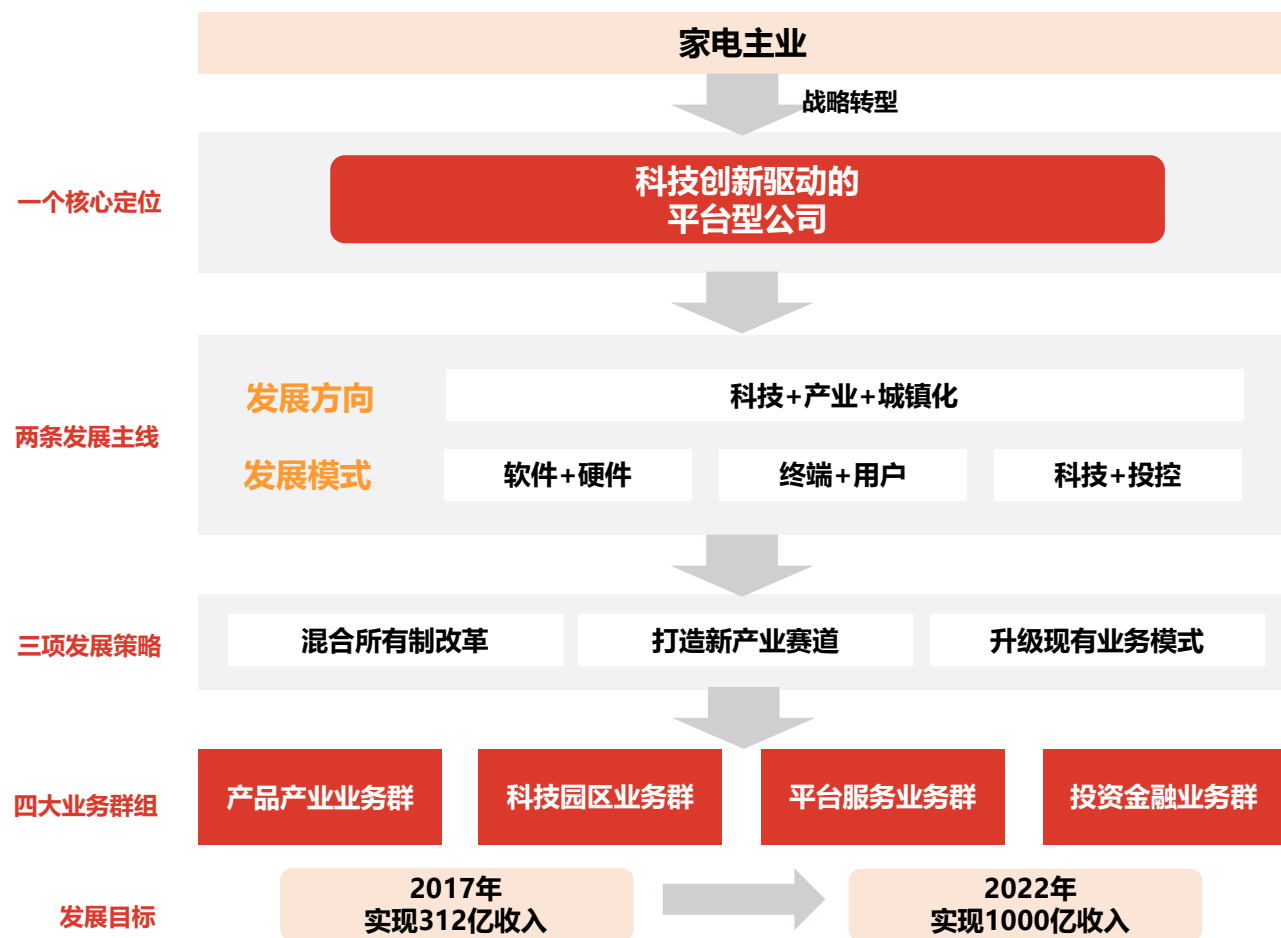 家电主业
战略转型
一个核心定位
科技创新驱动的
平台型公司
两条发展主线
发展方向
科技+产业+城镇化
发展模式
软件+硬件
终端+用户
科技+投控
三项发展策略
混合所有制改革
打造新产业赛道
升级现有业务模式
四大业务群组
产品产业业务群
科技园区业务群
平台服务业务群
投资金融业务群
发展目标
2017年
实现312亿收入
2022年
实现1000亿收入